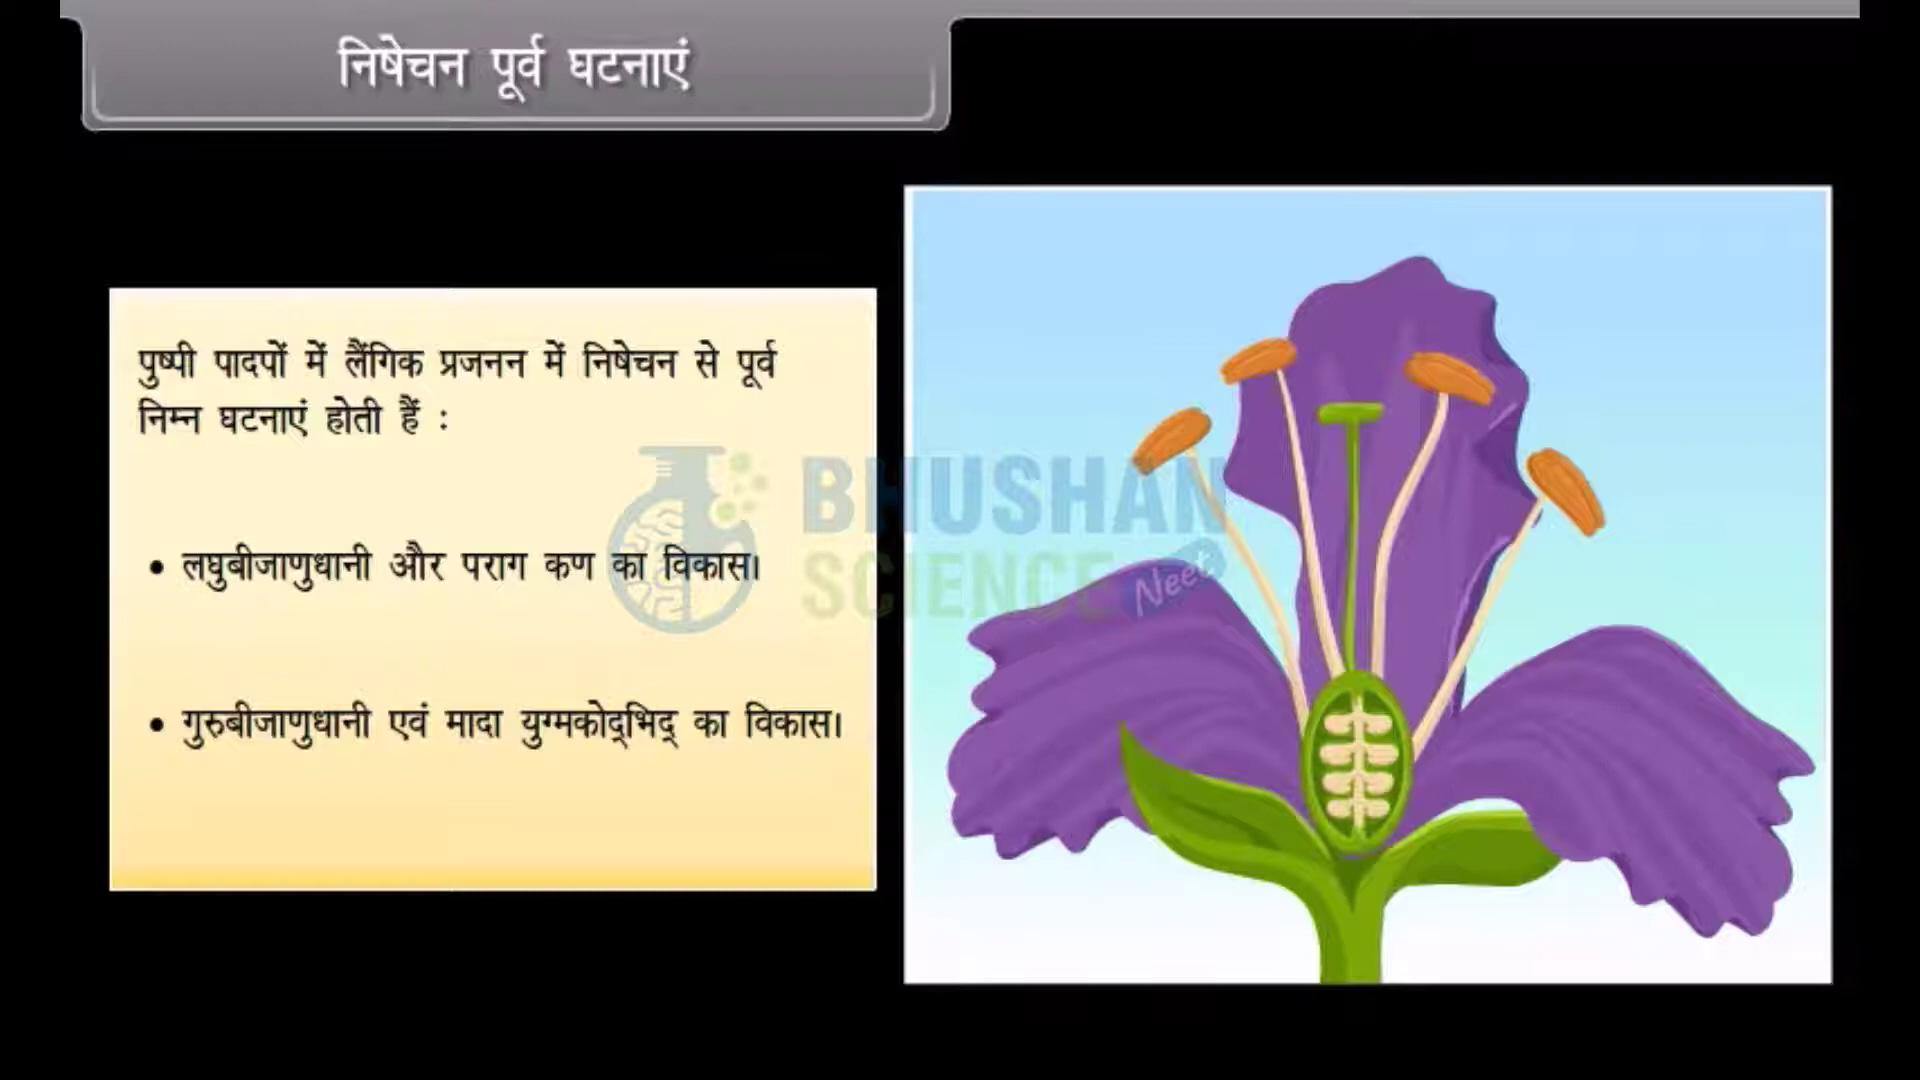 निषेचन पूर्व घटनाएं
पुष्पी पादपों में लैंगिक प्रजनन में निषेचन से पूर्व
निम्न घटनाएं होती हैं :
• लघुबीजाणुधानी और पराग कण का विकास।
• गुरुबीजाणुधानी एवं मादा युग्मकोद्‌भिद् का विकास।
BHUSHAN
SCIENCE Neet